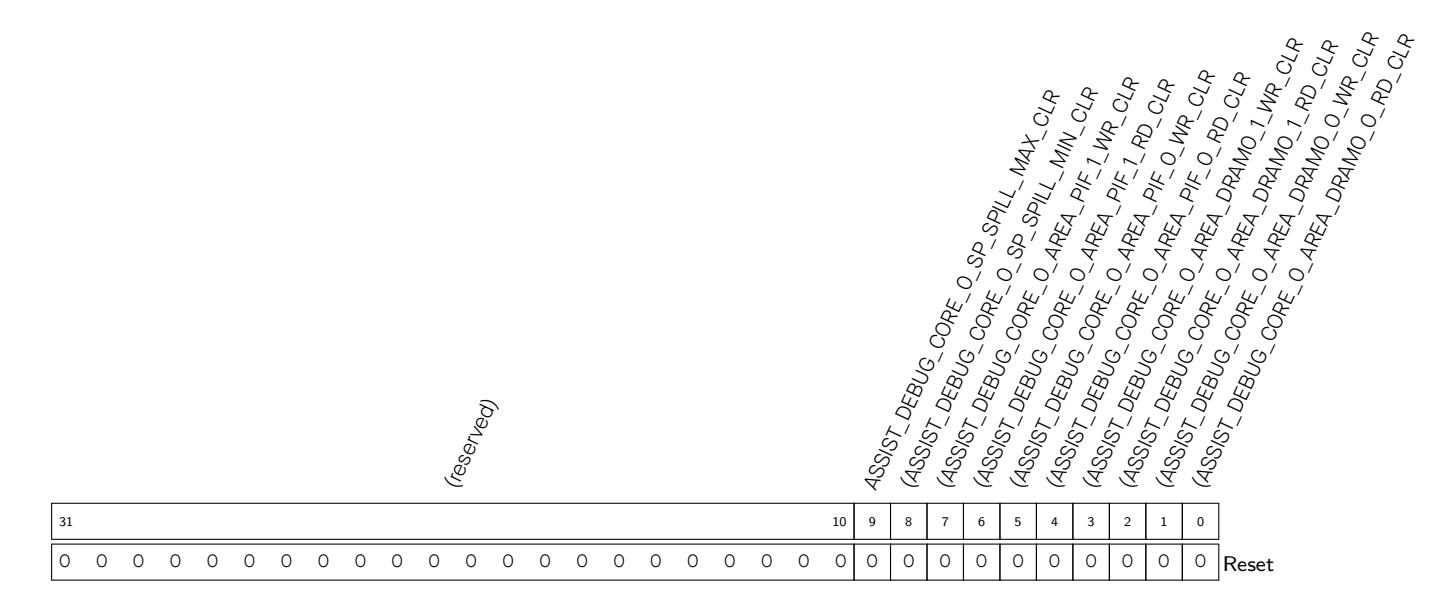 (reserved)
ASSIST_DEBUG_CORE_0_SP_SPILL_MAX_CLR
(ASSIST_DEBUG_CORE_0_SP_SPILL_MIN_CLR
(ASSIST_DEBUG_CORE_0_AREA_PIF_1_WR_CLR
(ASSIST_DEBUG_CORE_0_AREA_PIF_1_RD_CLR
(ASSIST_DEBUG_CORE_0_AREA_PIF_0_WR_CLR
(ASSIST_DEBUG_CORE_0_AREA_PIF_0_RD_CLR
(ASSIST_DEBUG_CORE_0_AREA_DRAM0_1_WR_CLR
(ASSIST_DEBUG_CORE_0_AREA_DRAM0_1_RD_CLR
(ASSIST_DEBUG_CORE_0_AREA_DRAM0_0_WR_CLR
(ASSIST_DEBUG_CORE_0_AREA_DRAM0_0_RD_CLR
31 10 9 8 7 6 5 4 3 2 1 0
0 0 0 0 0 0 0 0 0 0 0 0 0 0 0 0 0 0 0 0 0 0 0 0 0 0 0 0 0 0 0 0 Reset